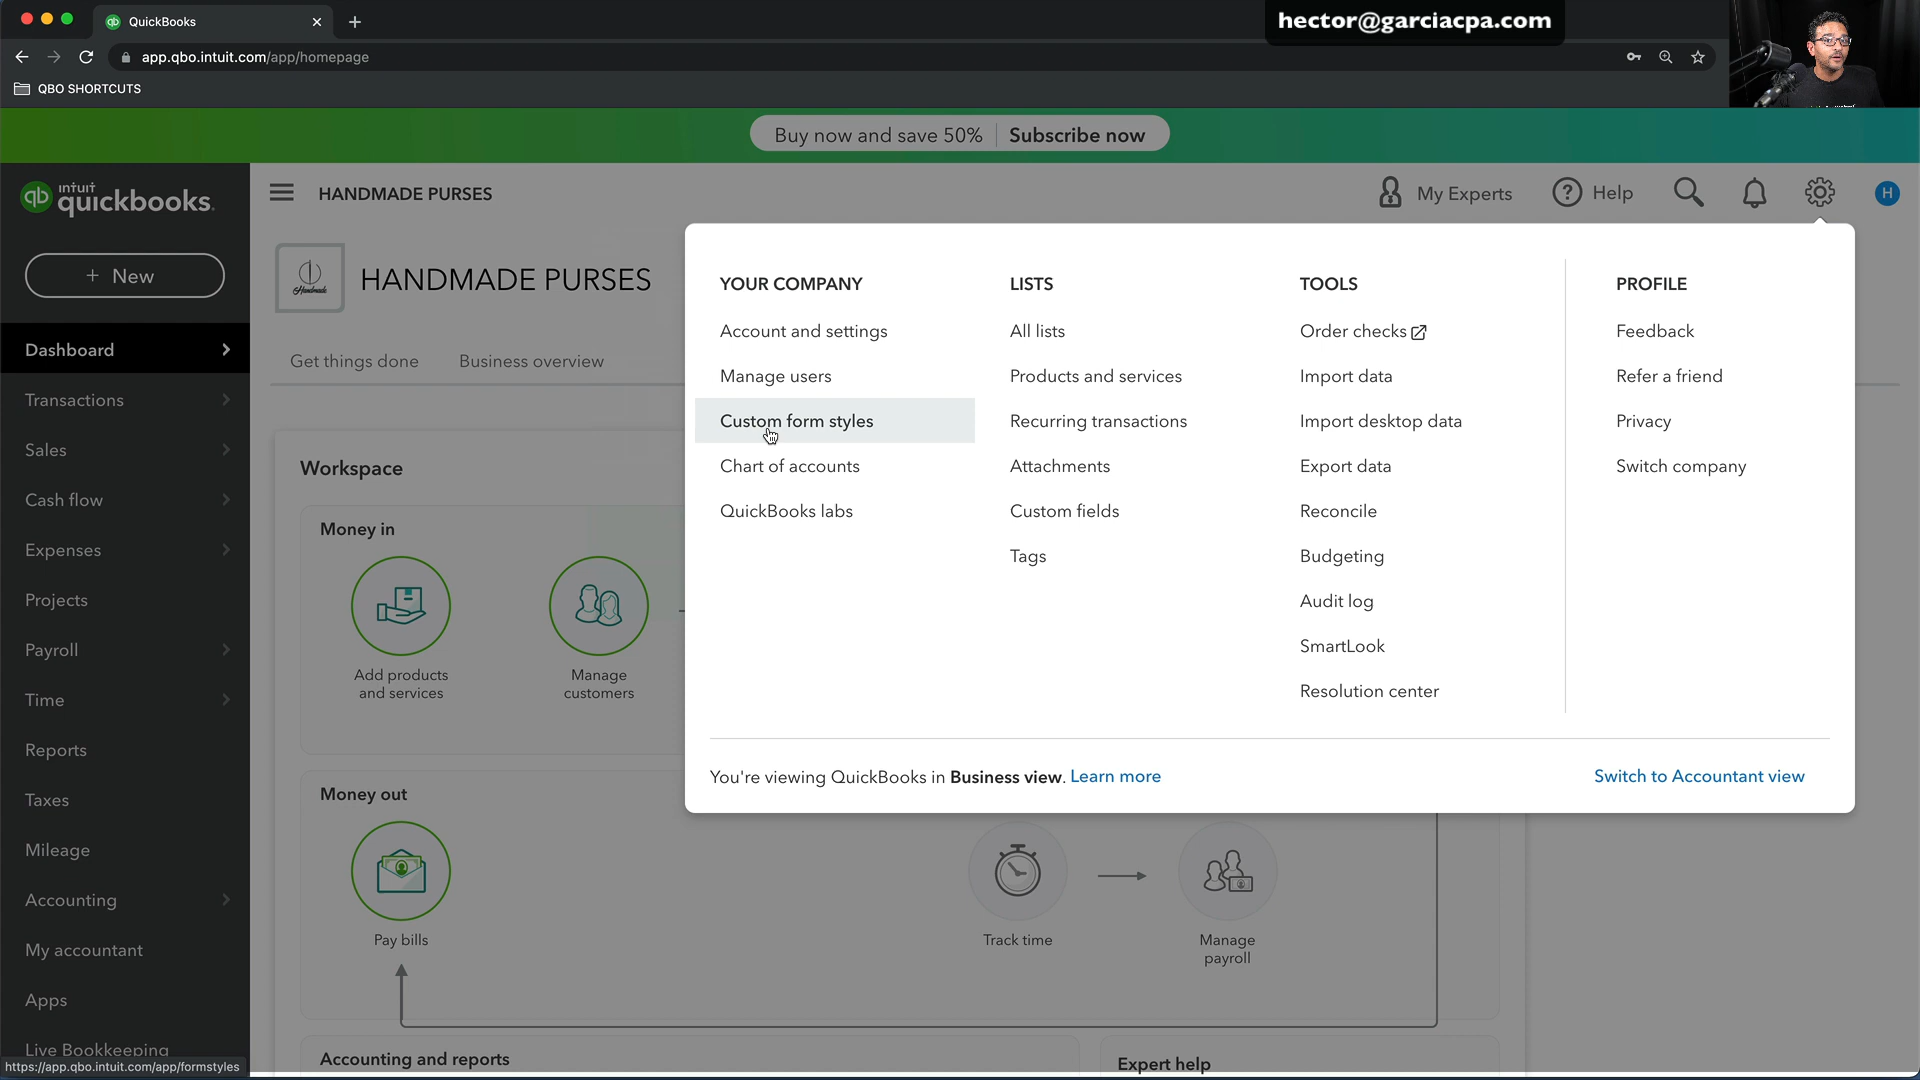 QuickBooks
hector@garciacpa.com
app.qbo.intuit.com/app/homepage
QBO SHORTCUTS
Buy now and save 50% Subscribe now
qb intuit quickbooks.
HANDMADE PURSES
My Experts
Help
H
+ New
Handmade
HANDMADE PURSES
Get things done
Business overview
Dashboard
Transactions
Sales
Cash flow
Expenses
Projects
Payroll
Time
Reports
Taxes
Mileage
Accounting
My accountant
Apps
Live Bookkeeping
https://app.qbo.intuit.com/app/formstyles
Workspace
Money in
Add products
and services
Manage
customers
Money out
Pay bills
Track time
Manage
payroll
Accounting and reports
Expert help
YOUR COMPANY
Account and settings
Manage users
Custom form styles
Chart of accounts
QuickBooks labs
LISTS
All lists
Products and services
Recurring transactions
Attachments
Custom fields
Tags
TOOLS
Order checks
Import data
Import desktop data
Export data
Reconcile
Budgeting
Audit log
SmartLook
Resolution center
PROFILE
Feedback
Refer a friend
Privacy
Switch company
You're viewing QuickBooks in Business view. Learn more
Switch to Accountant view